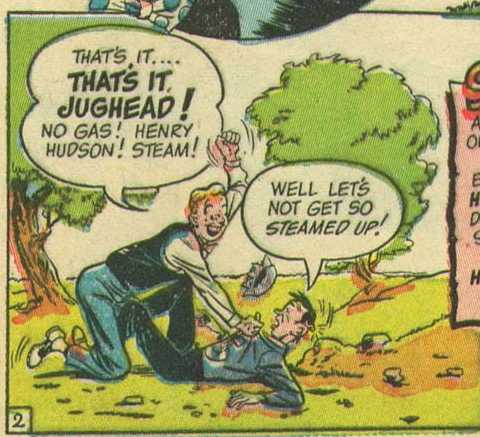 THAT'S IT....
THAT'S IT,
JUGHEAD!
NO GAS! HENRY
HUDSON! STEAM!
WELL LET'S
NOT GET SO
STEAMED UP!
2